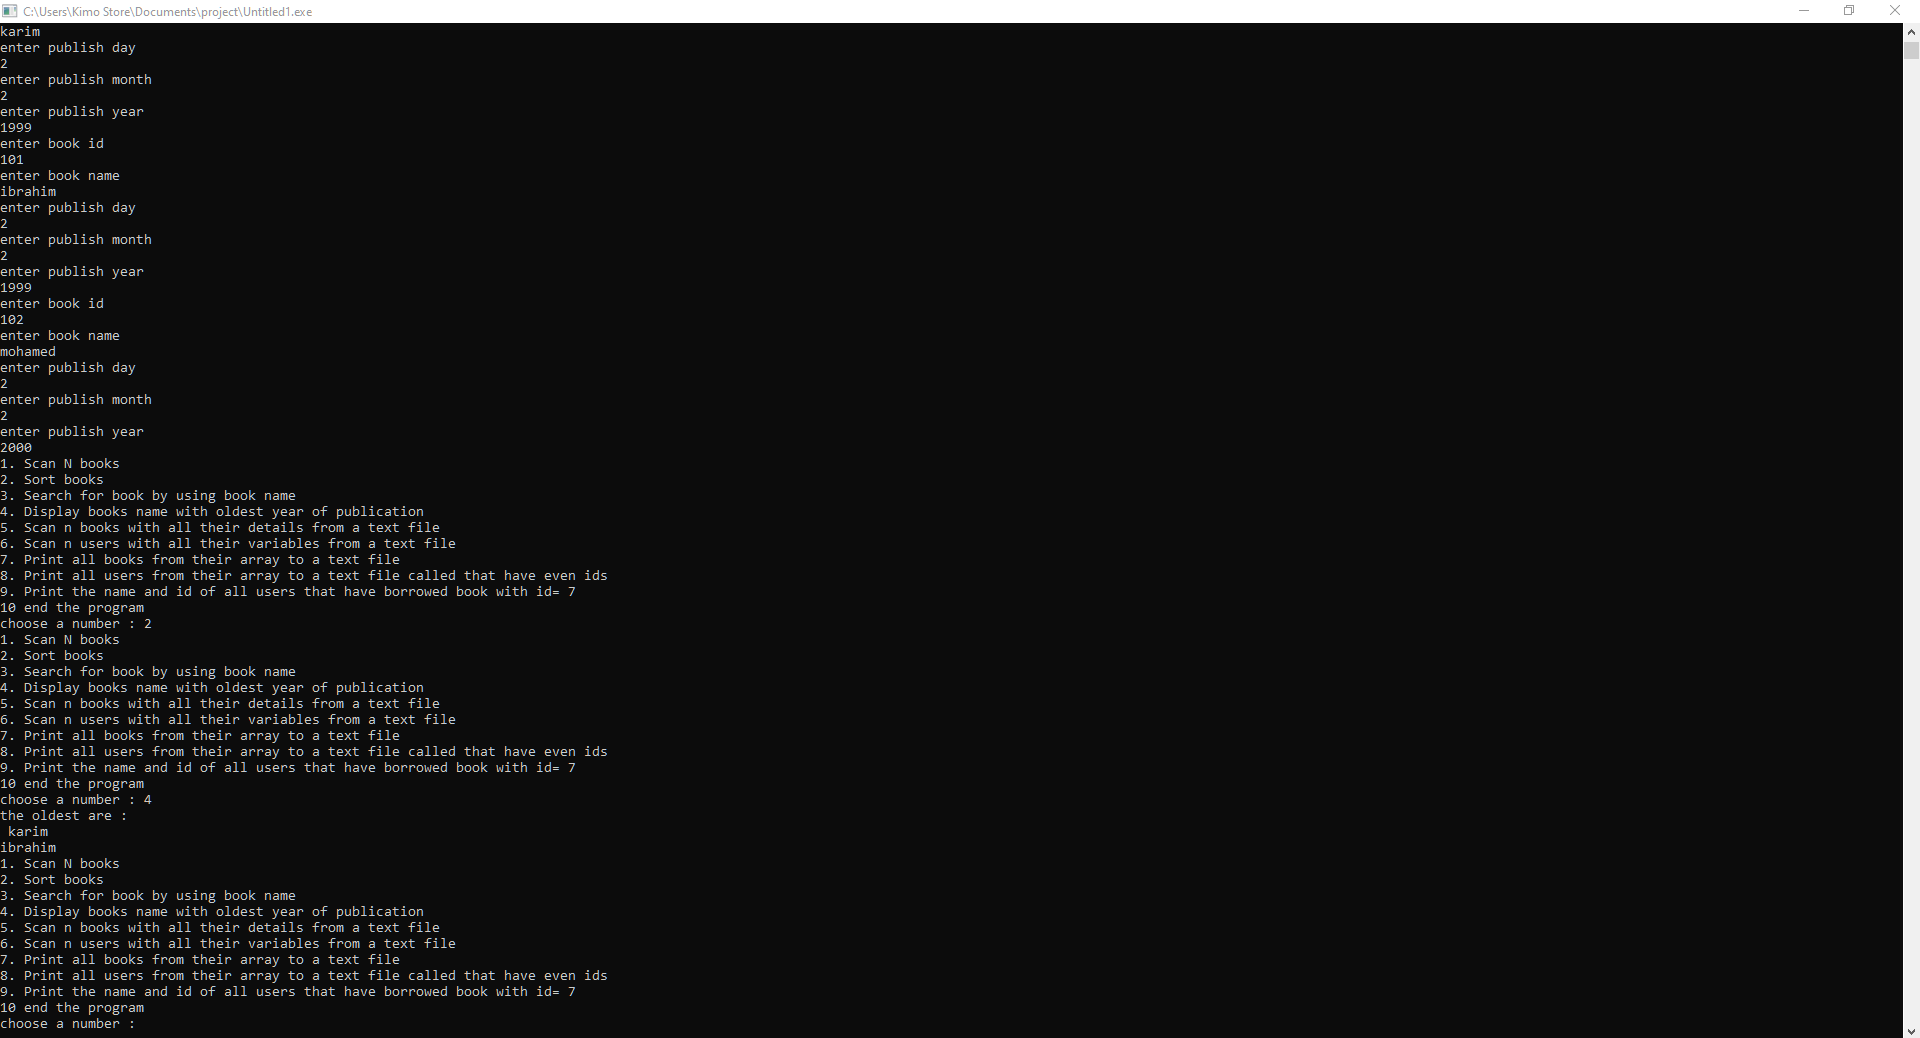 C:\Users\Kimo Store\Documents\project\Untitled1.exe
karim
enter publish day
2
enter publish month
2
enter publish year
1999
enter book id
101
enter book name
ibrahim
enter publish day
2
enter publish month
2
enter publish year
1999
enter book id
102
enter book name
mohamed
enter publish day
2
enter publish month
2
enter publish year
2000
1. Scan N books
2. Sort books
3. Search for book by using book name
4. Display books name with oldest year of publication
5. Scan n books with all their details from a text file
6. Scan n users with all their variables from a text file
7. Print all books from their array to a text file
8. Print all users from their array to a text file called that have even ids
9. Print the name and id of all users that have borrowed book with id= 7
10 end the program
choose a number : 2
1. Scan N books
2. Sort books
3. Search for book by using book name
4. Display books name with oldest year of publication
5. Scan n books with all their details from a text file
6. Scan n users with all their variables from a text file
7. Print all books from their array to a text file
8. Print all users from their array to a text file called that have even ids
9. Print the name and id of all users that have borrowed book with id= 7
10 end the program
choose a number : 4
the oldest are :
 karim
ibrahim
1. Scan N books
2. Sort books
3. Search for book by using book name
4. Display books name with oldest year of publication
5. Scan n books with all their details from a text file
6. Scan n users with all their variables from a text file
7. Print all books from their array to a text file
8. Print all users from their array to a text file called that have even ids
9. Print the name and id of all users that have borrowed book with id= 7
10 end the program
choose a number :